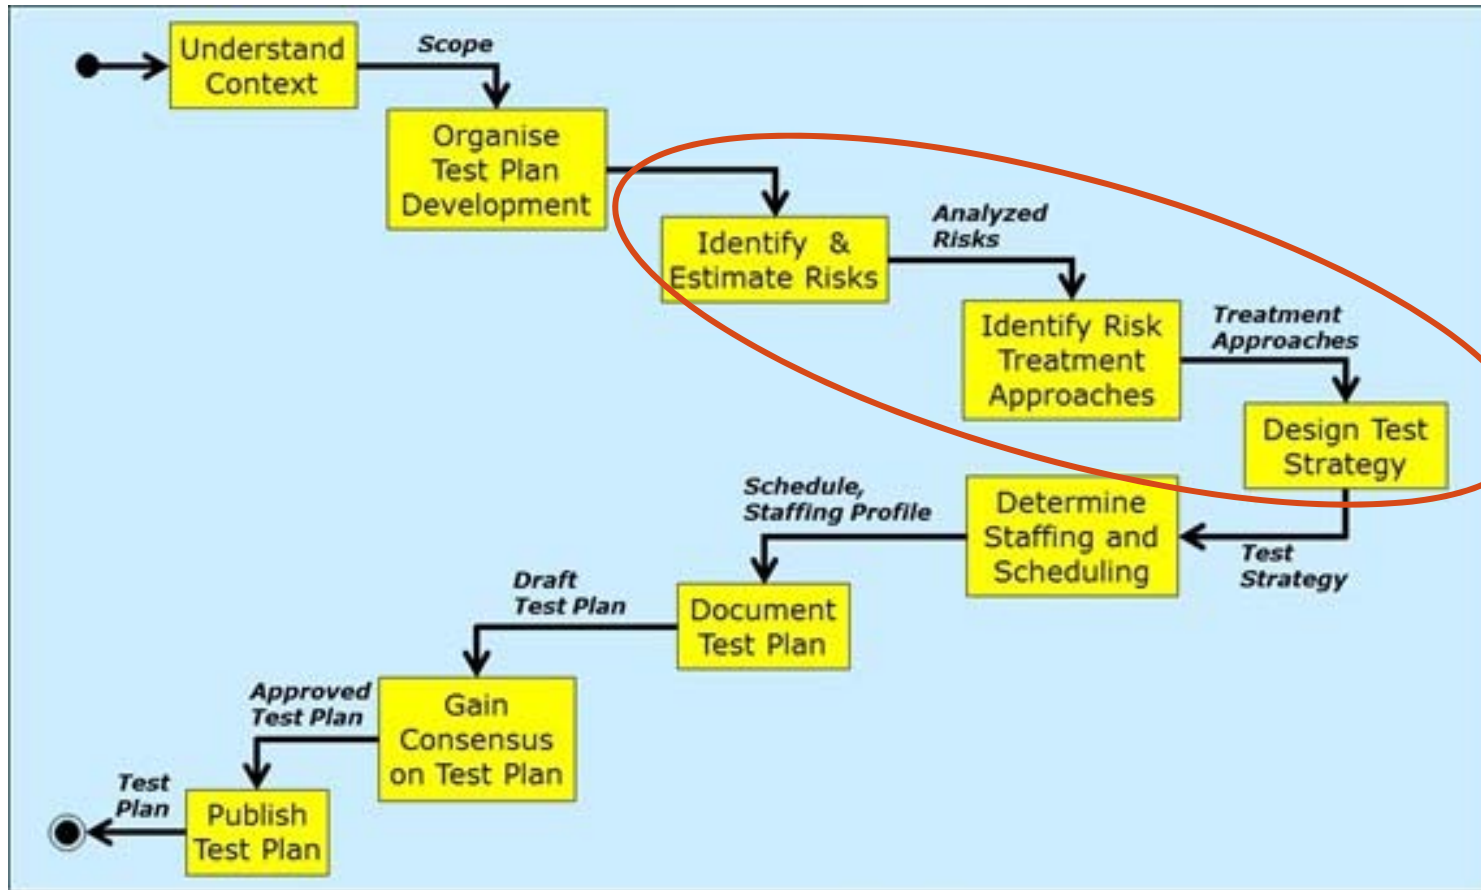 Understand
Context
Scope
Organise
Test Plan
Development
Identify &
Estimate Risks
Analyzed
Risks
Identify Risk
Treatment
Approaches
Treatment
Approaches
Design Test
Strategy
Test
Strategy
Determine
Staffing and
Scheduling
Schedule,
Staffing Profile
Document
Test Plan
Draft
Test Plan
Gain
Consensus
on Test Plan
Approved
Test Plan
Publish
Test Plan
Test
Plan